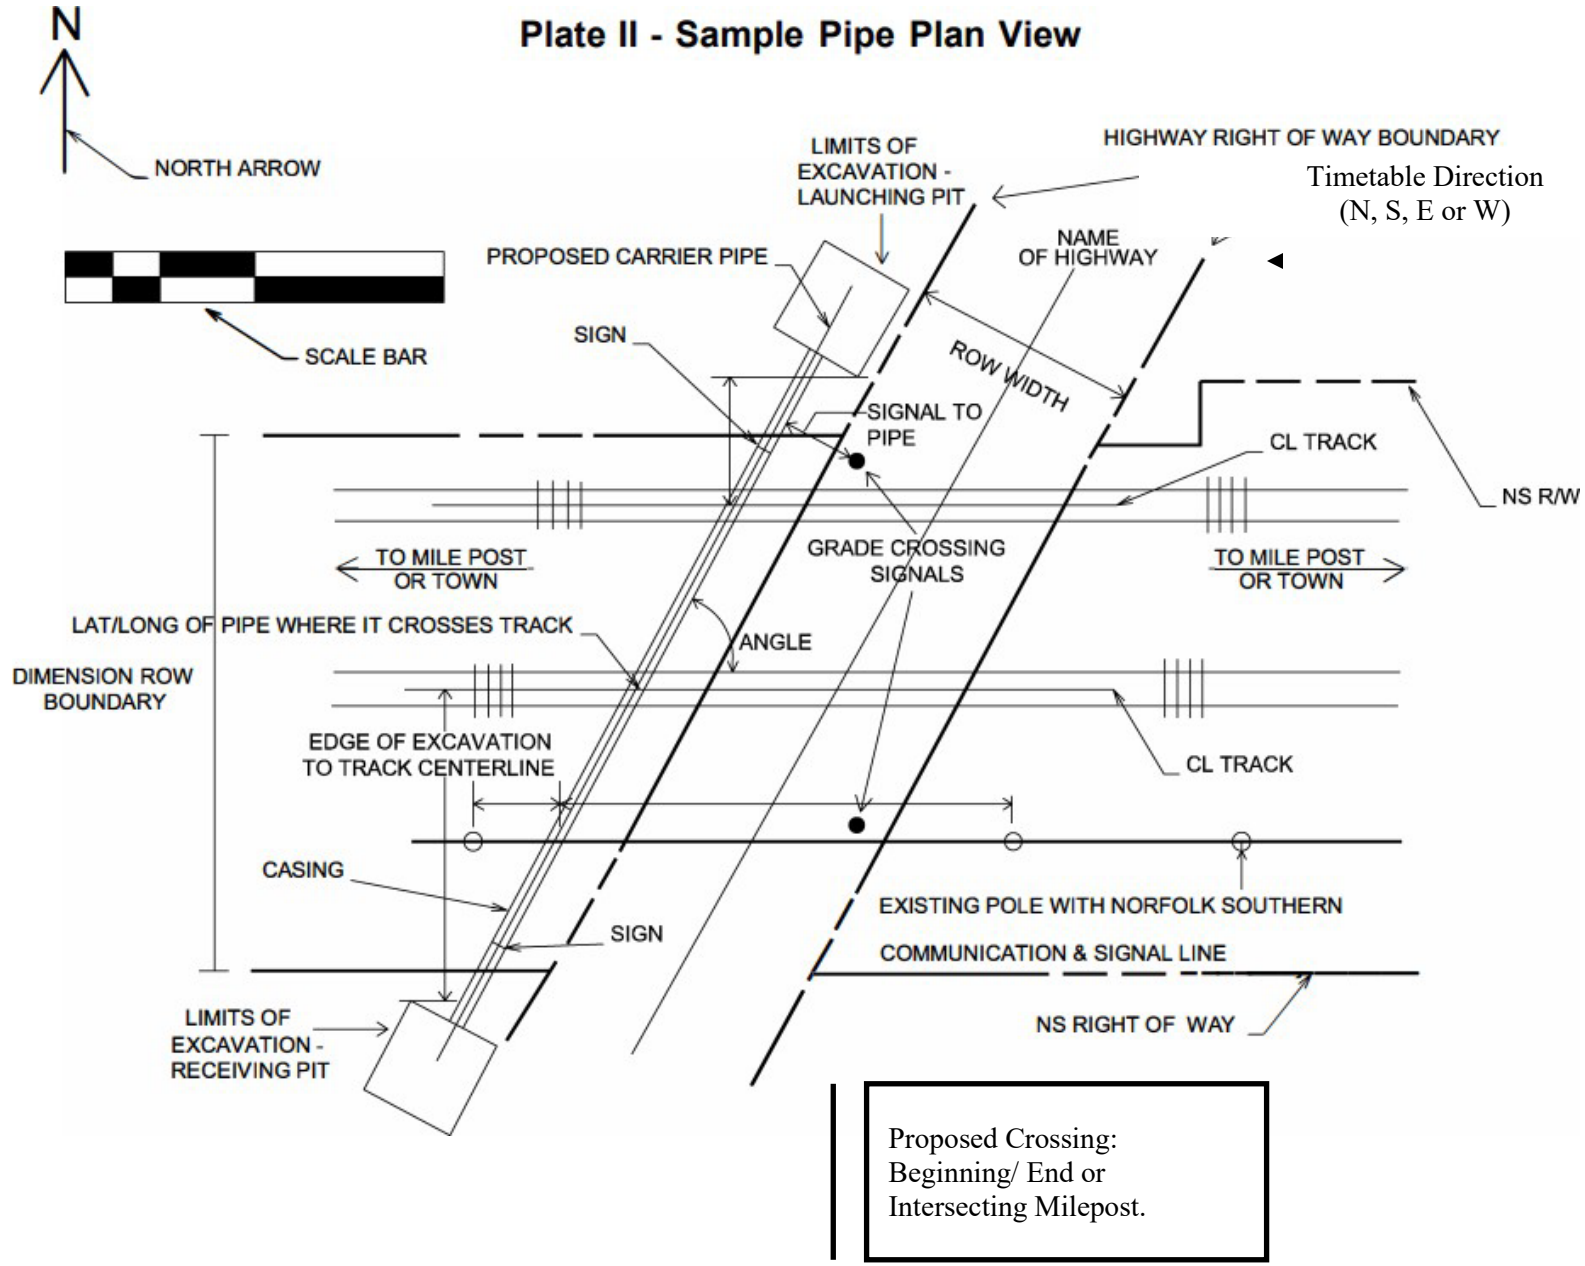 N
Plate II - Sample Pipe Plan View
NORTH ARROW
LIMITS OF
EXCAVATION -
LAUNCHING PIT
HIGHWAY RIGHT OF WAY BOUNDARY
Timetable Direction
(N, S, E or W)
NAME
OF HIGHWAY
PROPOSED CARRIER PIPE
SIGN
SCALE BAR
ROW WIDTH
SIGNAL TO
PIPE
CL TRACK
NS R/W
GRADE CROSSING
SIGNALS
TO MILE POST
OR TOWN
TO MILE POST
OR TOWN
LAT/LONG OF PIPE WHERE IT CROSSES TRACK
ANGLE
DIMENSION ROW
BOUNDARY
EDGE OF EXCAVATION
TO TRACK CENTERLINE
CL TRACK
CASING
EXISTING POLE WITH NORFOLK SOUTHERN
COMMUNICATION & SIGNAL LINE
SIGN
LIMITS OF
EXCAVATION -
RECEIVING PIT
NS RIGHT OF WAY
Proposed Crossing:
Beginning/ End or
Intersecting Milepost.